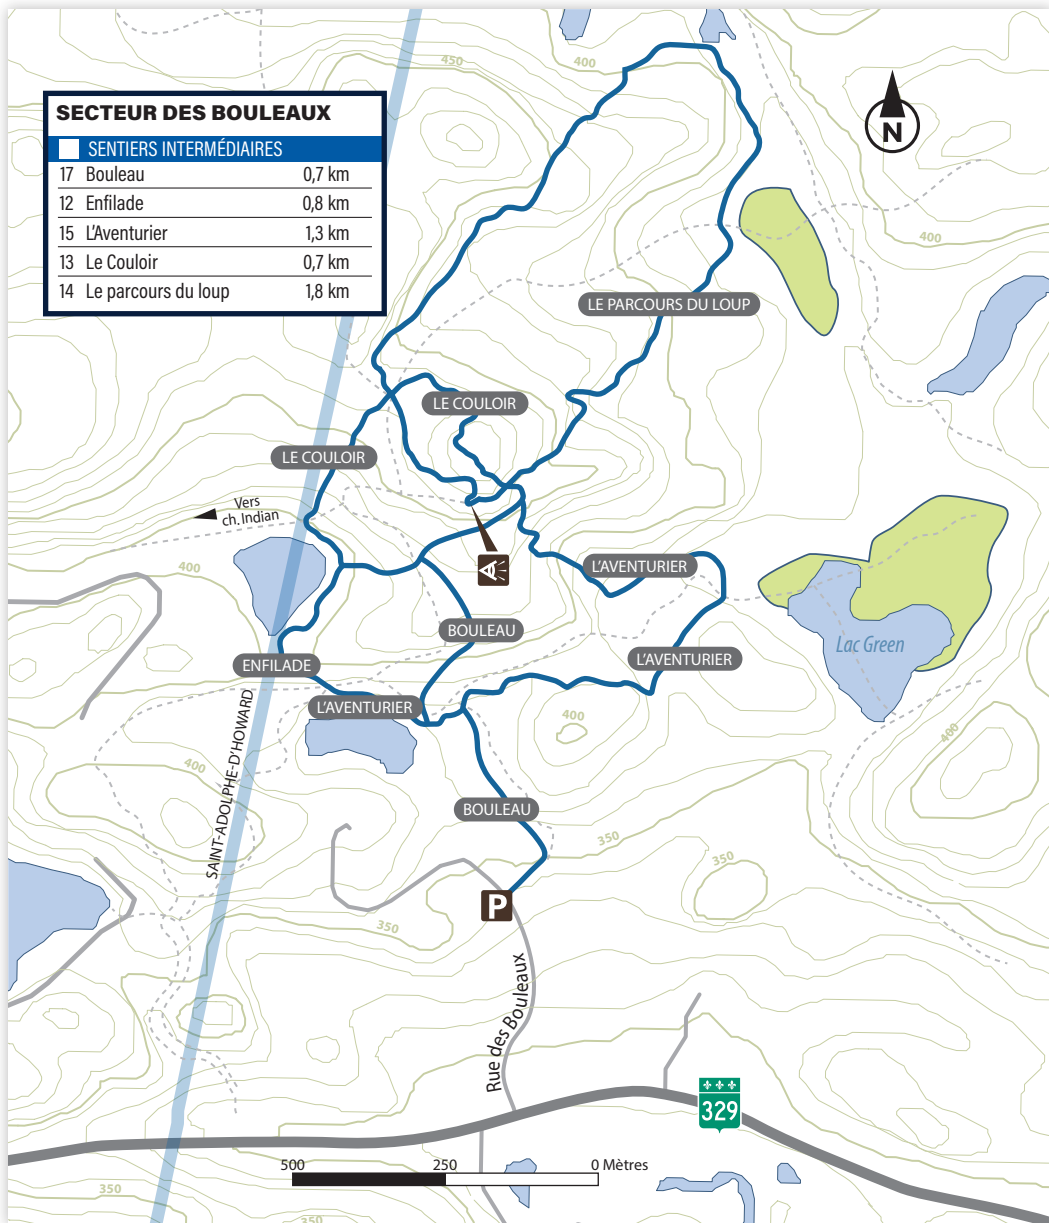 450
400
SECTEUR DES BOULEAUX
SENTIERS INTERMÉDIAIRES
17 Bouleau 0,7 km
12 Enfilade 0,8 km
15 L'Aventurier 1,3 km
13 Le Couloir 0,7 km
14 Le parcours du loup 1,8 km
N
400
LE PARCOURS DU LOUP
LE COULOIR
LE COULOIR
Vers
ch. Indian
400
L'AVENTURIER
BOULEAU
Lac Green
ENFILADE
L'AVENTURIER
L'AVENTURIER
400
400
400
SAINT-ADOLPHE-D'HOWARD
BOULEAU
350
350
P
350
Rue des Bouleaux
329
500 250 0 Mètres
350
350